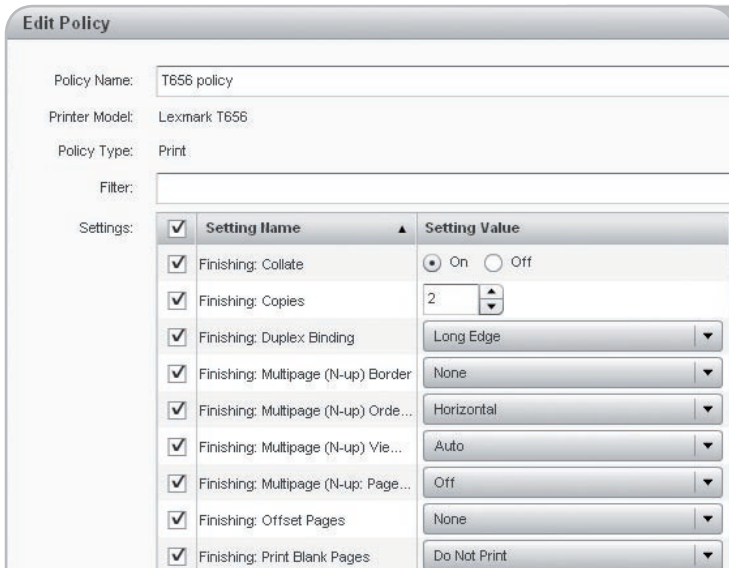 Edit Policy
Policy Name: T656 policy
Printer Model: Lexmark T656
Policy Type: Print
Filter:
Settings: Setting Name Setting Value
Finishing: Collate On Off
Finishing: Copies 2
Finishing: Duplex Binding Long Edge
Finishing: Multipage (N-up) Border None
Finishing: Multipage (N-up) Orde... Horizontal
Finishing: Multipage (N-up) Vie... Auto
Finishing: Multipage (N-up: Page... Off
Finishing: Offset Pages None
Finishing: Print Blank Pages Do Not Print